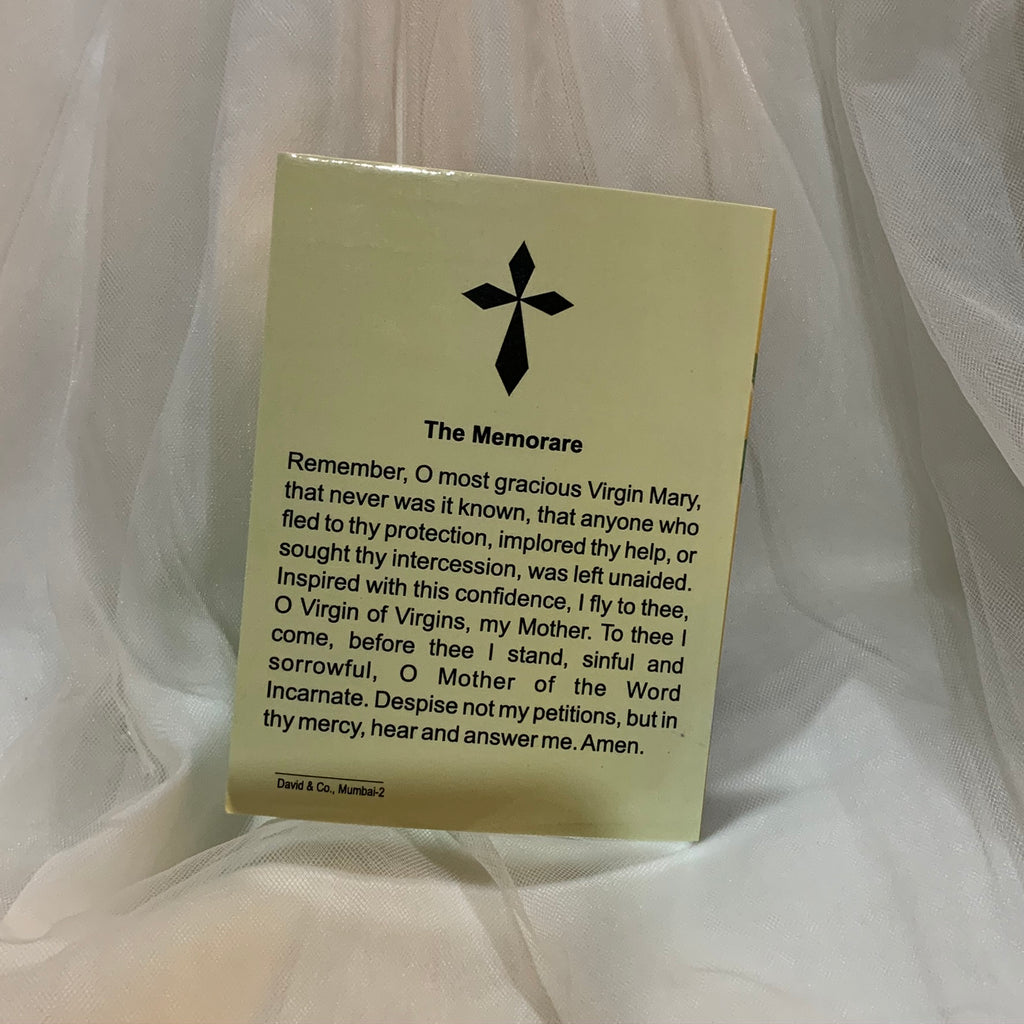 The Memorare
Remember, O most gracious Virgin Mary,
that never was it known, that anyone who
fled to thy protection, implored thy help, or
sought thy intercession, was left unaided.
Inspired with this confidence, I fly to thee,
O Virgin of Virgins, my Mother. To thee I
come, before thee I stand, sinful and
sorrowful, O Mother of the Word
Incarnate. Despise not my petitions, but in
thy mercy, hear and answer me. Amen.
David & Co., Mumbai-2